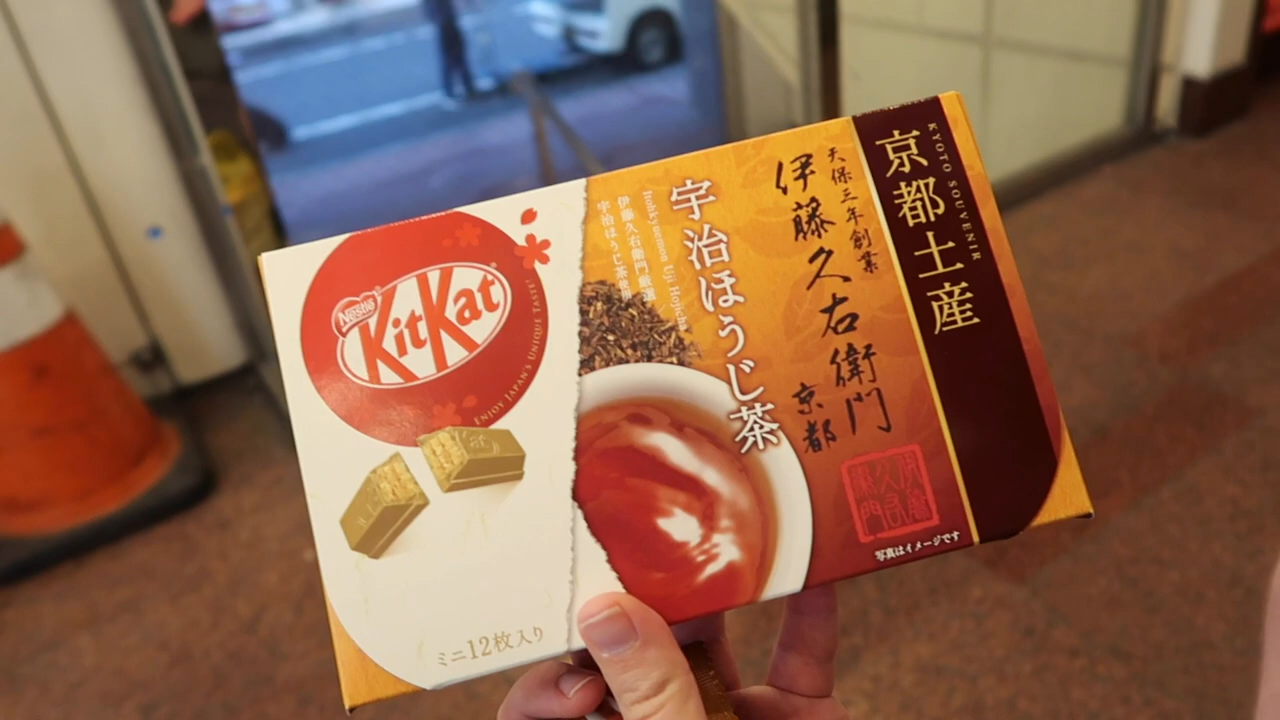 Nestlé
KitKat
ENJOY JAPAN'S UNIQUE TASTE!
ミニ12枚入り
京都土産
KYOTO SOUVENIR
天保三年創業
伊藤久右衛門
京都
宇治ほうじ茶
Itohkyuemon Uji Hojicha
伊藤久右衛門厳選
宇治ほうじ茶使用
写真はイメージです